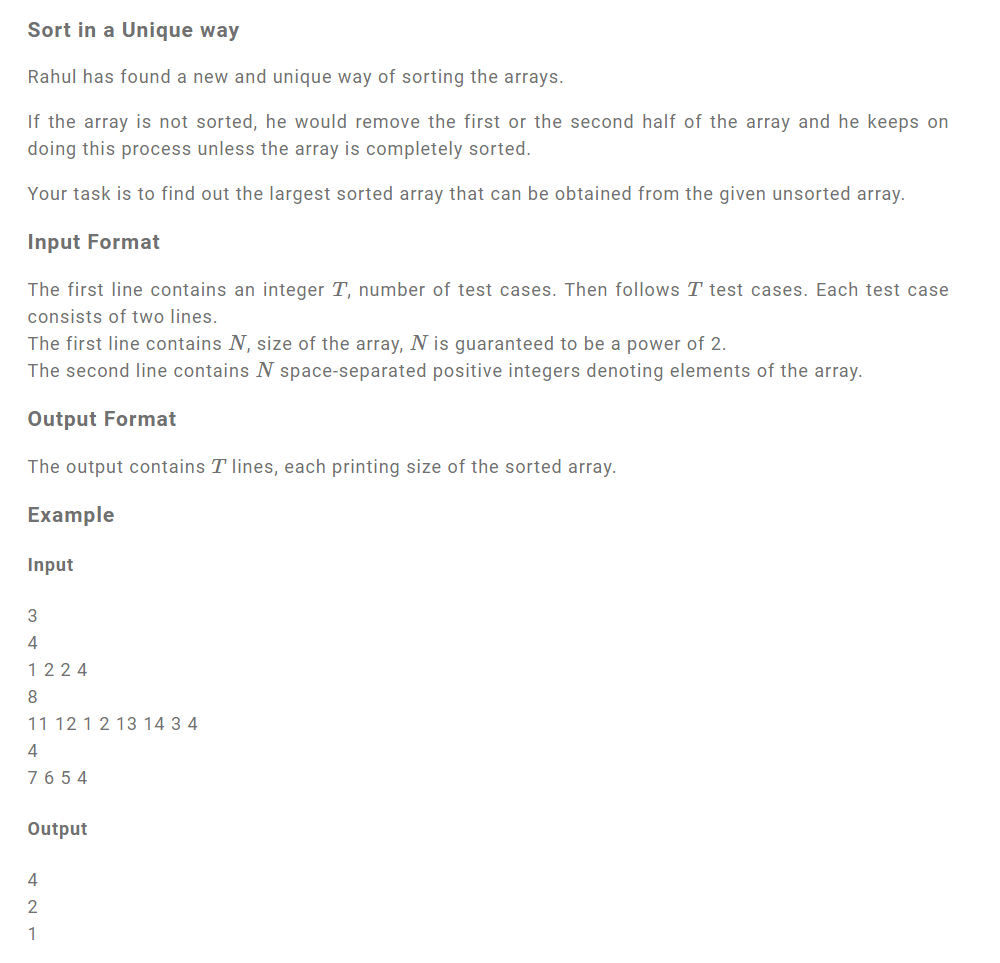 Sort in a Unique way
Rahul has found a new and unique way of sorting the arrays.
If the array is not sorted, he would remove the first or the second half of the array and he keeps on
doing this process unless the array is completely sorted.
Your task is to find out the largest sorted array that can be obtained from the given unsorted array.
Input Format
The first line contains an integer T, number of test cases. Then follows T test cases. Each test case
consists of two lines.
The first line contains N, size of the array, N is guaranteed to be a power of 2.
The second line contains N space-separated positive integers denoting elements of the array.
Output Format
The output contains T lines, each printing size of the sorted array.
Example
Input
3
4
1 2 2 4
8
11 12 1 2 13 14 3 4
4
7 6 5 4
Output
4
2
1